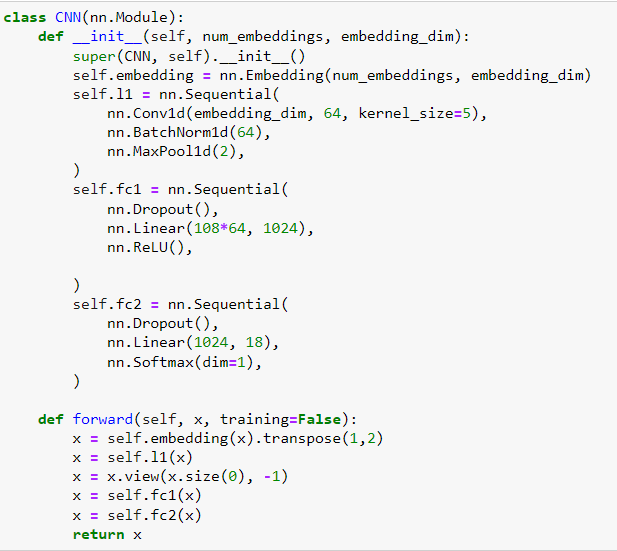 class CNN(nn.Module):
    def __init__(self, num_embeddings, embedding_dim):
        super(CNN, self).__init__()
        self.embedding = nn.Embedding(num_embeddings, embedding_dim)
        self.l1 = nn.Sequential(
            nn.Conv1d(embedding_dim, 64, kernel_size=5),
            nn.BatchNorm1d(64),
            nn.MaxPool1d(2),
        )
        self.fc1 = nn.Sequential(
            nn.Dropout(),
            nn.Linear(108*64, 1024),
            nn.ReLU(),

        )
        self.fc2 = nn.Sequential(
            nn.Dropout(),
            nn.Linear(1024, 18),
            nn.Softmax(dim=1),
        )

    def forward(self, x, training=False):
        x = self.embedding(x).transpose(1,2)
        x = self.l1(x)
        x = x.view(x.size(0), -1)
        x = self.fc1(x)
        x = self.fc2(x)
        return x